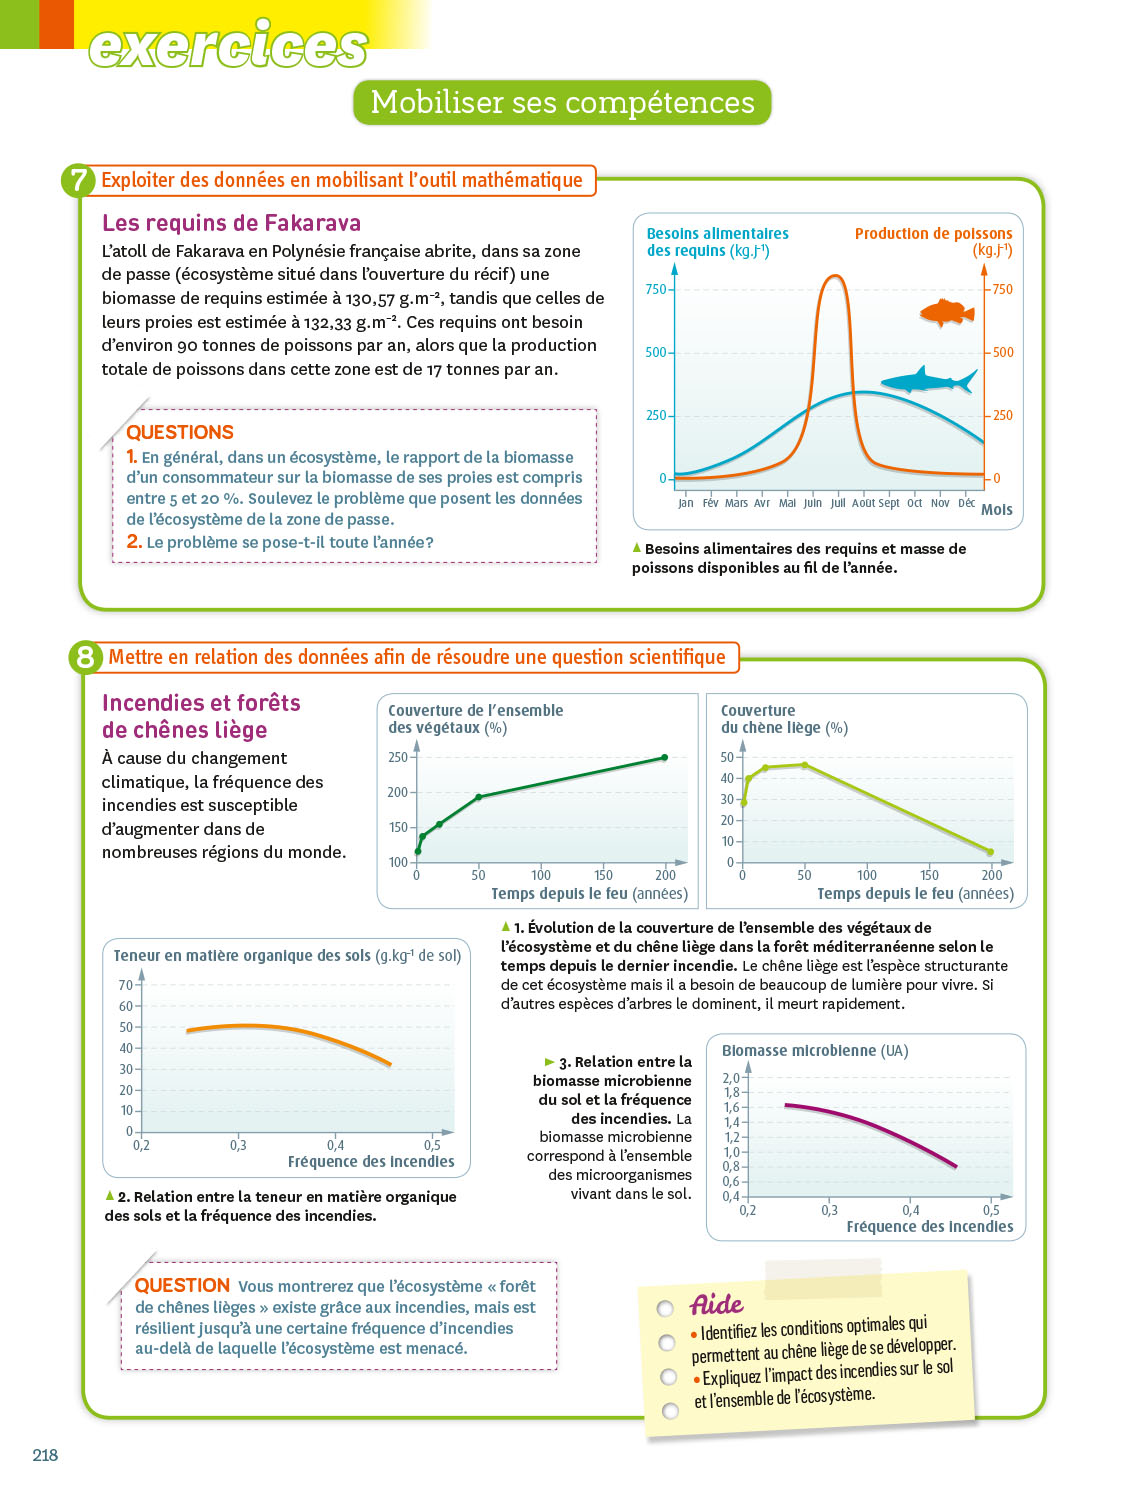 exercices
Mobiliser ses compétences
7 Exploiter des données en mobilisant l'outil mathématique
Les requins de Fakarava
L'atoll de Fakarava en Polynésie française abrite, dans sa zone
de passe (écosystème situé dans l'ouverture du récif) une
biomasse de requins estimée à 130,57 g.m⁻², tandis que celles de
leurs proies est estimée à 132,33 g.m⁻². Ces requins ont besoin
d'environ 90 tonnes de poissons par an, alors que la production
totale de poissons dans cette zone est de 17 tonnes par an.
QUESTIONS
1. En général, dans un écosystème, le rapport de la biomasse
d'un consommateur sur la biomasse de ses proies est compris
entre 5 et 20 %. Soulevez le problème que posent les données
de l'écosystème de la zone de passe.
2. Le problème se pose-t-il toute l'année?
Besoins alimentaires
des requins (kg.j⁻¹)
Production de poissons
(kg.j⁻¹)
750 750
500 500
250 250
0 0
Jan Fév Mars Avr Mai Juin Juil Août Sept Oct Nov Déc Mois
▲ Besoins alimentaires des requins et masse de
poissons disponibles au fil de l'année.
8 Mettre en relation des données afin de résoudre une question scientifique
Incendies et forêts
de chênes liège
À cause du changement
climatique, la fréquence des
incendies est susceptible
d'augmenter dans de
nombreuses régions du monde.
Couverture de l'ensemble
des végétaux (%)
250
200
150
100
0 50 100 150 200
Temps depuis le feu (années)
Couverture
du chène liège (%)
50
40
30
20
10
0
0 50 100 150 200
Temps depuis le feu (années)
▲ 1. Évolution de la couverture de l'ensemble des végétaux de
l'écosystème et du chêne liège dans la forêt méditerranéenne selon le
temps depuis le dernier incendie. Le chêne liège est l'espèce structurante
de cet écosystème mais il a besoin de beaucoup de lumière pour vivre. Si
d'autres espèces d'arbres le dominent, il meurt rapidement.
Teneur en matière organique des sols (g.kg⁻¹ de sol)
70
60
50
40
30
20
10
0
0,2 0,3 0,4 0,5
Fréquence des incendies
▲ 2. Relation entre la teneur en matière organique
des sols et la fréquence des incendies.
► 3. Relation entre la
biomasse microbienne
du sol et la fréquence
des incendies. La
biomasse microbienne
correspond à l'ensemble
des microorganismes
vivant dans le sol.
Biomasse microbienne (UA)
2,0
1,8
1,6
1,4
1,2
1,0
0,8
0,6
0,4
0,2 0,3 0,4 0,5
Fréquence des incendies
QUESTION Vous montrerez que l'écosystème « forêt
de chênes lièges » existe grâce aux incendies, mais est
résilient jusqu'à une certaine fréquence d'incendies
au-delà de laquelle l'écosystème est menacé.
Aide
• Identifiez les conditions optimales qui
permettent au chêne liège de se développer.
• Expliquez l'impact des incendies sur le sol
et l'ensemble de l'écosystème.
218